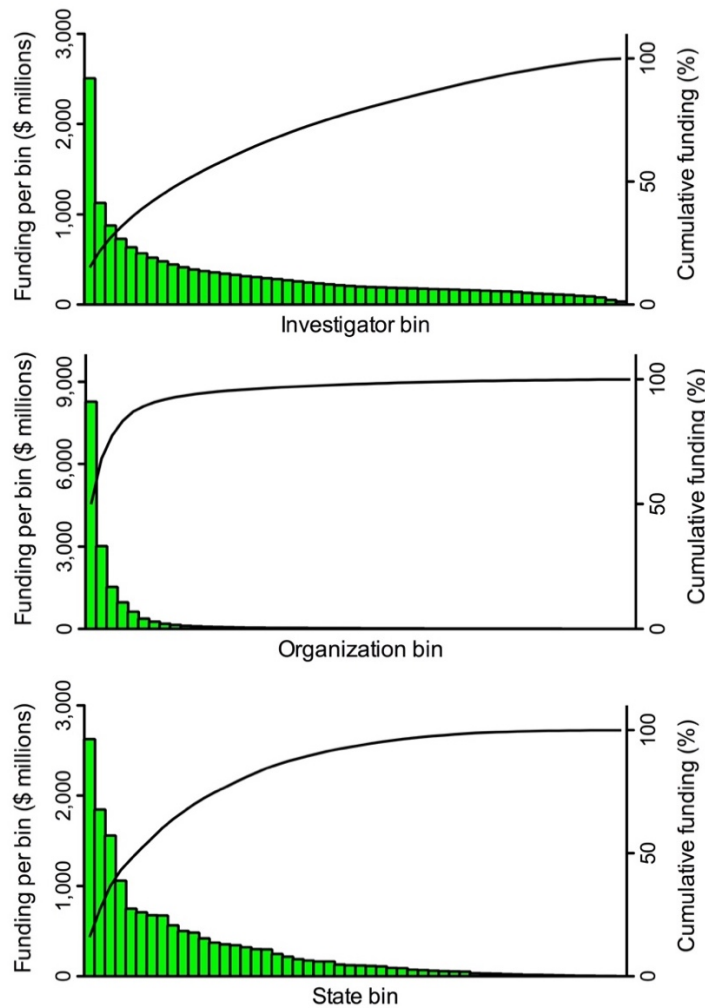 Funding per bin ($ millions)
3,000
2,000
1,000
0
100
50
0
Cumulative funding (%)
Investigator bin
Funding per bin ($ millions)
9,000
6,000
3,000
0
100
50
0
Cumulative funding (%)
Organization bin
Funding per bin ($ millions)
3,000
2,000
1,000
0
100
50
0
Cumulative funding (%)
State bin